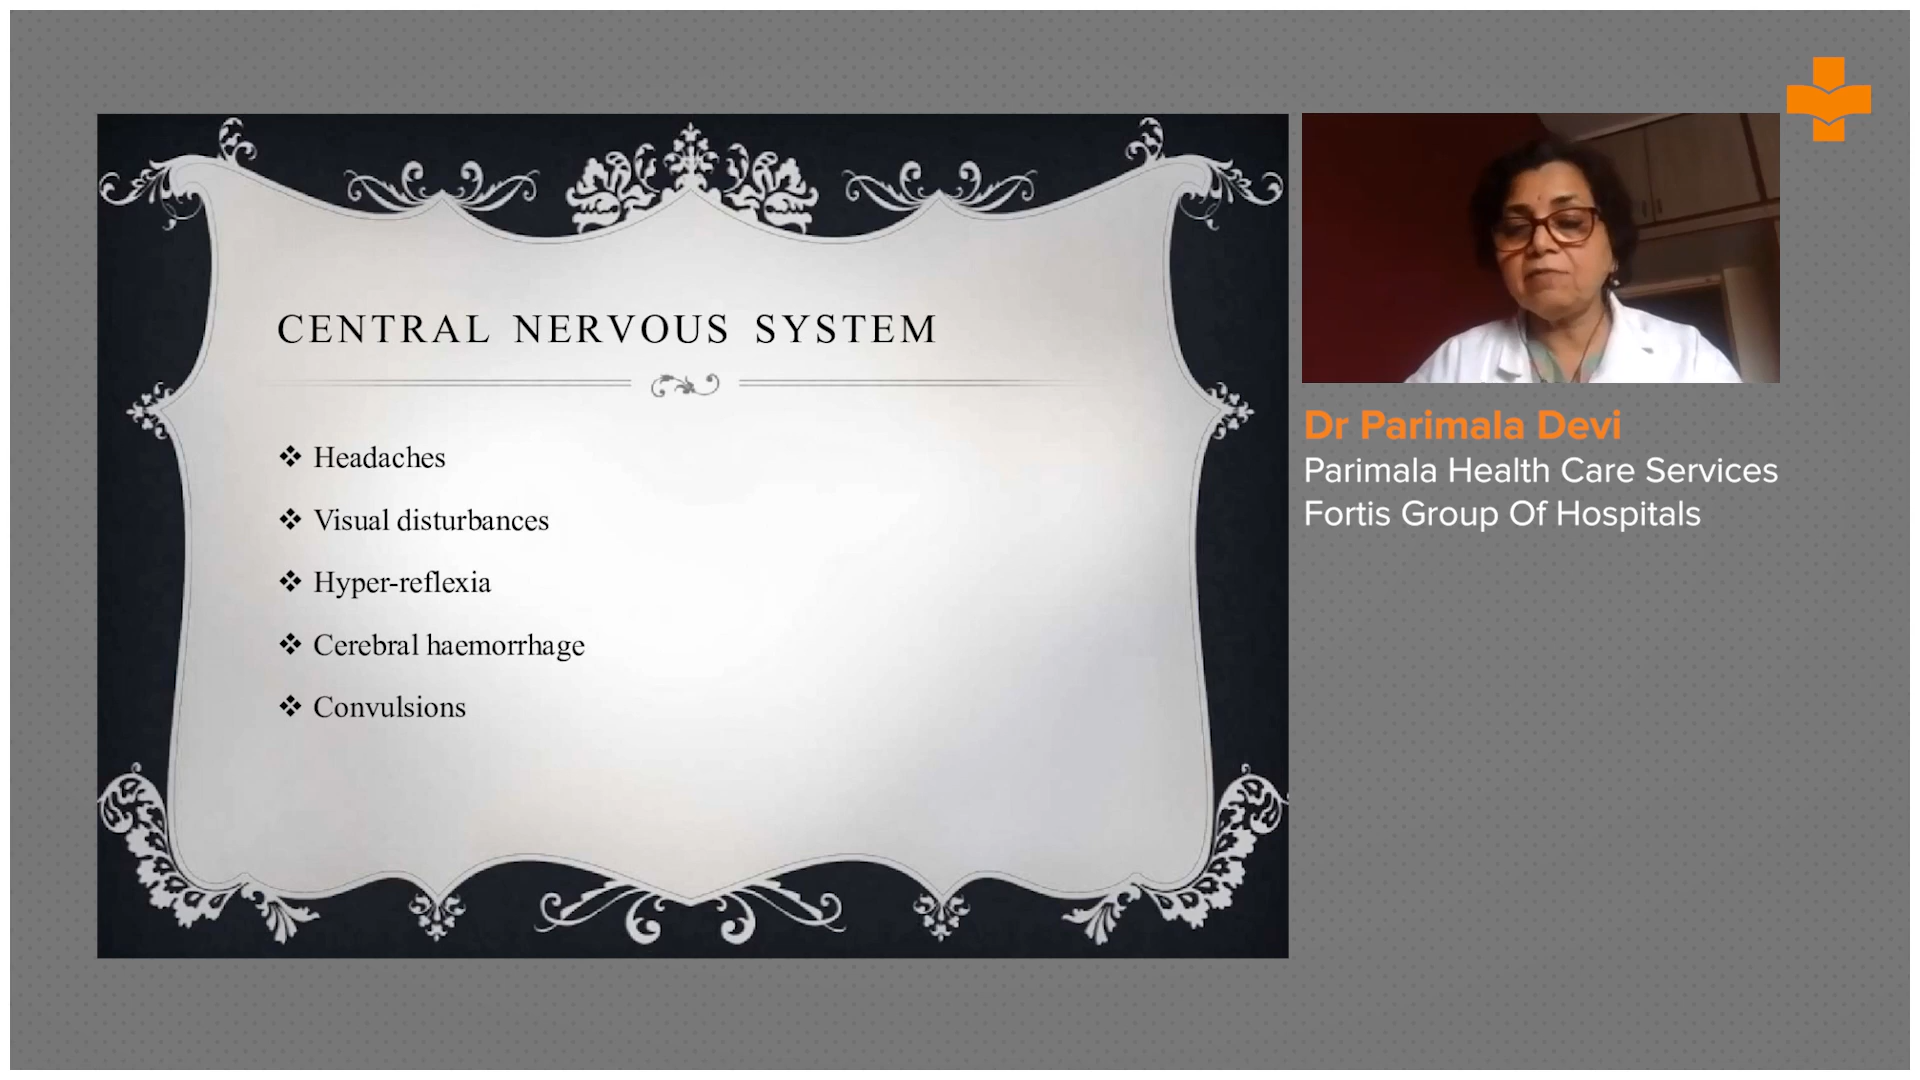 CENTRAL NERVOUS SYSTEM
❖ Headaches
❖ Visual disturbances
❖ Hyper-reflexia
❖ Cerebral haemorrhage
❖ Convulsions
Dr Parimala Devi
Parimala Health Care Services
Fortis Group Of Hospitals